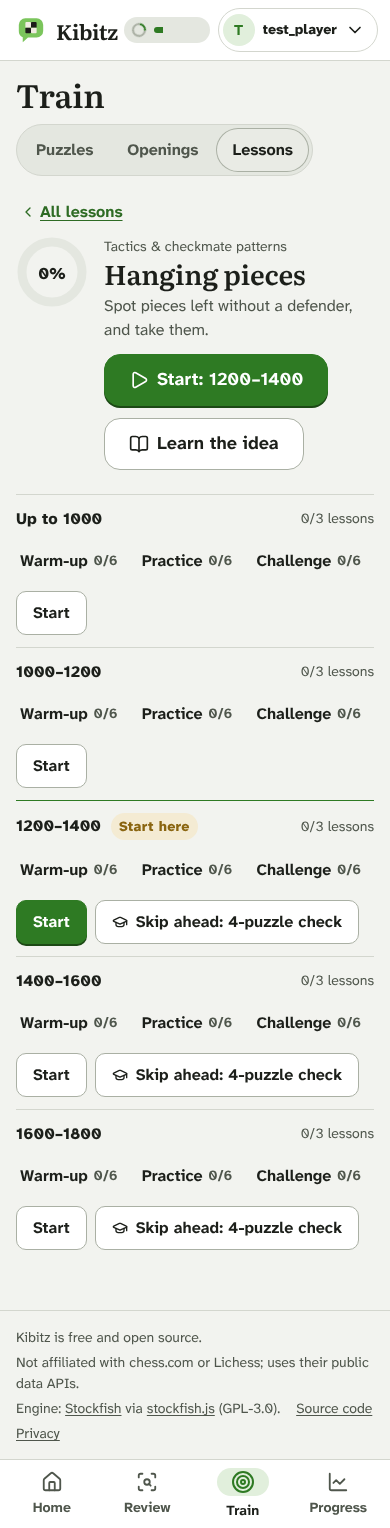 Kibitz
T test_player
Train
Puzzles Openings Lessons
All lessons
0%
Tactics & checkmate patterns
Hanging pieces
Spot pieces left without a defender,
and take them.
Start: 1200–1400
Learn the idea
Up to 1000 0/3 lessons
Warm-up 0/6 Practice 0/6 Challenge 0/6
Start
1000–1200 0/3 lessons
Warm-up 0/6 Practice 0/6 Challenge 0/6
Start
1200–1400 Start here 0/3 lessons
Warm-up 0/6 Practice 0/6 Challenge 0/6
Start Skip ahead: 4-puzzle check
1400–1600 0/3 lessons
Warm-up 0/6 Practice 0/6 Challenge 0/6
Start Skip ahead: 4-puzzle check
1600–1800 0/3 lessons
Warm-up 0/6 Practice 0/6 Challenge 0/6
Start Skip ahead: 4-puzzle check
Kibitz is free and open source.
Not affiliated with chess.com or Lichess; uses their public
data APIs.
Engine: Stockfish via stockfish.js (GPL-3.0). Source code
Privacy
Home Review Train Progress